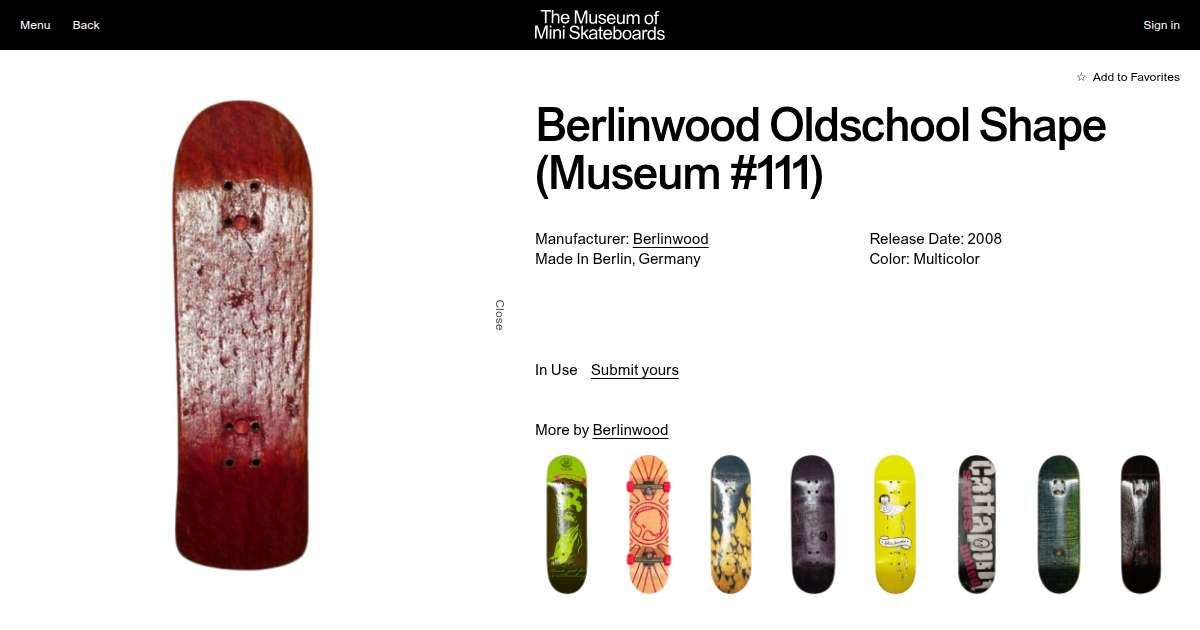 Menu
Back
The Museum of
Mini Skateboards
Sign in
☆ Add to Favorites
Berlinwood Oldschool Shape
(Museum #111)
Manufacturer: Berlinwood
Made In Berlin, Germany
Release Date: 2008
Color: Multicolor
Close
In Use
Submit yours
More by Berlinwood